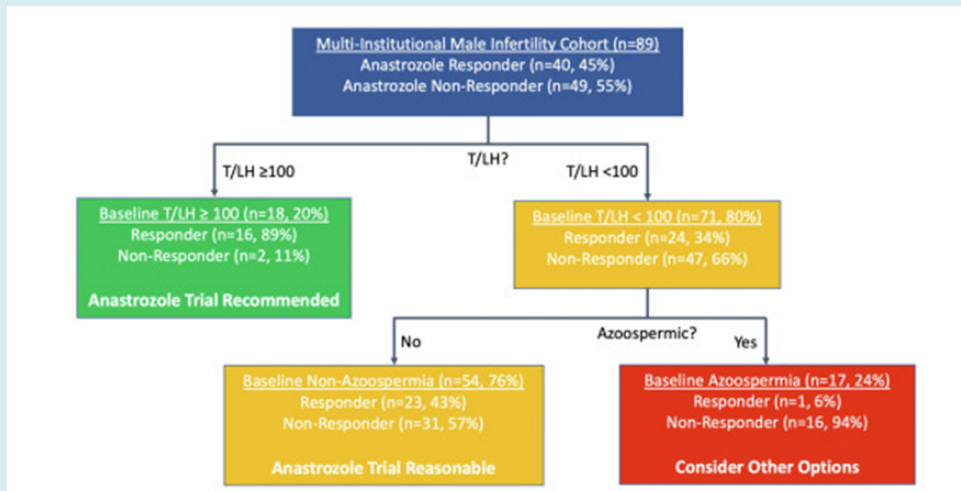 Multi-Institutional Male Infertility Cohort (n=89)
Anastrozole Responder (n=40, 45%)
Anastrozole Non-Responder (n=49, 55%)
T/LH?
T/LH ≥100
T/LH <100
Baseline T/LH ≥ 100 (n=18, 20%)
Responder (n=16, 89%)
Non-Responder (n=2, 11%)
Anastrozole Trial Recommended
Baseline T/LH < 100 (n=71, 80%)
Responder (n=24, 34%)
Non-Responder (n=47, 66%)
Azoospermic?
No
Yes
Baseline Non-Azoospermia (n=54, 76%)
Responder (n=23, 43%)
Non-Responder (n=31, 57%)
Anastrozole Trial Reasonable
Baseline Azoospermia (n=17, 24%)
Responder (n=1, 6%)
Non-Responder (n=16, 94%)
Consider Other Options